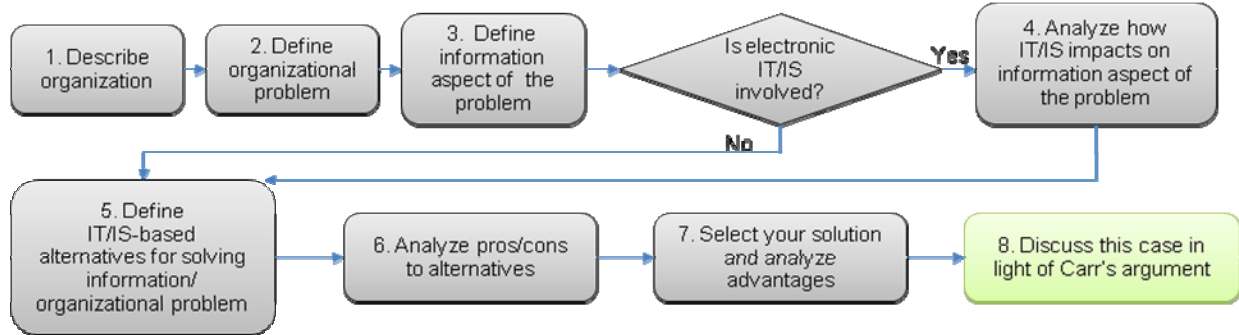 1. Describe
organization
2. Define
organizational
problem
3. Define
information
aspect of the
problem
Is electronic
IT/IS
involved?
Yes
No
4. Analyze how
IT/IS impacts on
information aspect of
the problem
5. Define
IT/IS-based
alternatives for solving
information/
organizational problem
6. Analyze pros/cons
to alternatives
7. Select your solution
and analyze
advantages
8. Discuss this case in
light of Carr's argument